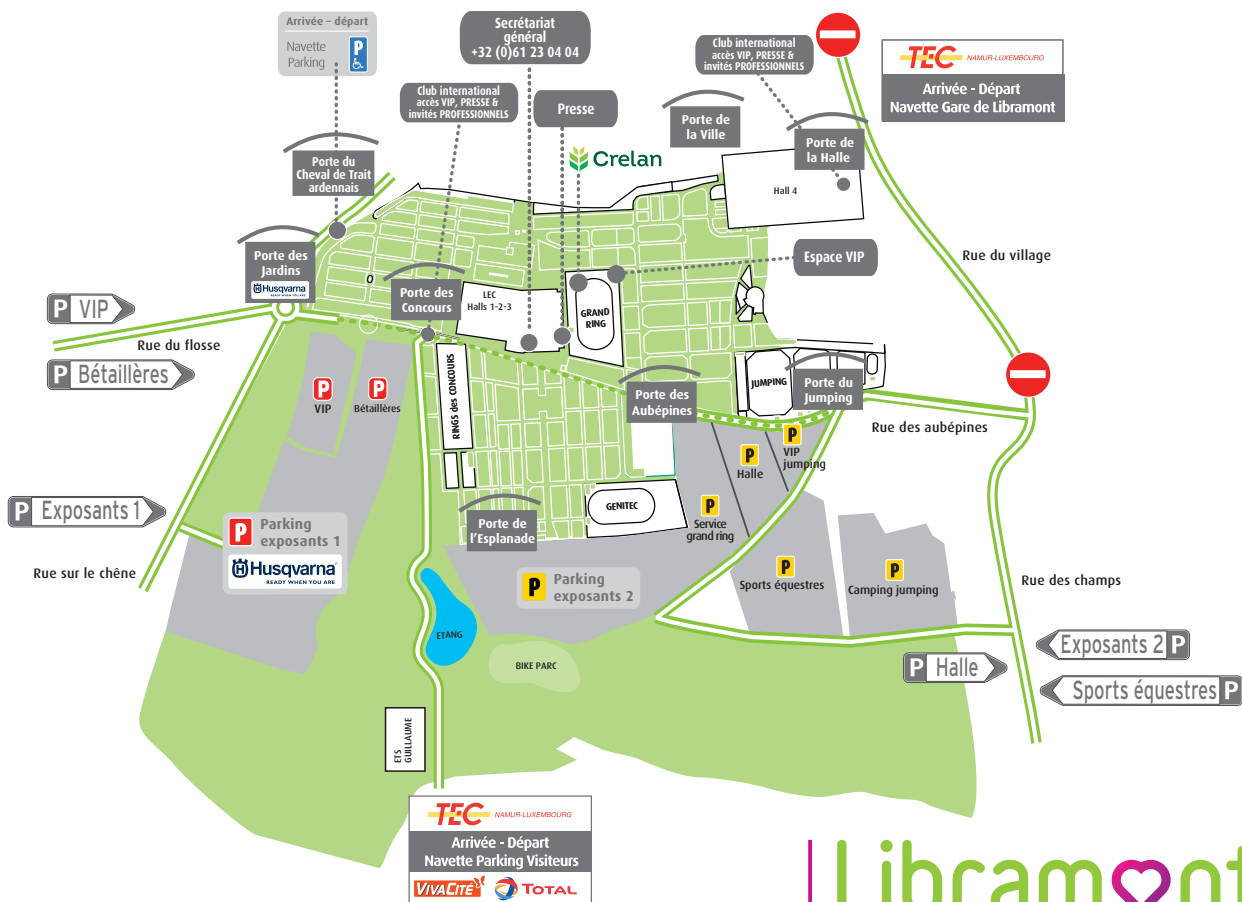 Arrivée – départ
Navette
Parking
P
Secrétariat
général
+32 (0)61 23 04 04
Club international
accès VIP, PRESSE &
invités PROFESSIONNELS
TEC NAMUR-LUXEMBOURG
Arrivée - Départ
Navette Gare de Libramont
Club international
accès VIP, PRESSE &
invités PROFESSIONNELS
Presse
Porte de
la Ville
Porte de
la Halle
Crelan
Porte du
Cheval de Trait
ardennais
Hall 4
Porte des
Jardins
Husqvarna
READY WHEN YOU ARE
Espace VIP
Rue du village
Porte des
Concours
LEC
Halls 1-2-3
GRAND
RING
P VIP
Rue du flosse
P Bétaillères
P
VIP
P
Bétaillères
RINGS des CONCOURS
Porte des
Aubépines
JUMPING
Porte du
Jumping
Rue des aubépines
P
VIP
jumping
P
Halle
P
Service
grand ring
GENITEC
P Exposants 1
P Parking
exposants 1
Husqvarna
READY WHEN YOU ARE
Porte de
l'Esplanade
Rue sur le chêne
P Parking
exposants 2
P
Sports équestres
P
Camping jumping
Rue des champs
ETANG
BIKE PARC
Exposants 2 P
P Halle
Sports équestres P
ETS
GUILLAUME
TEC NAMUR-LUXEMBOURG
Arrivée - Départ
Navette Parking Visiteurs
VIVACITÉ TOTAL
Libramont